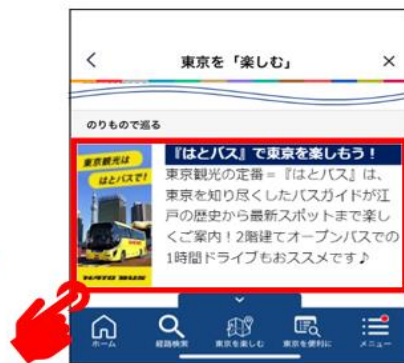 東京を「楽しむ」
のりもので巡る
東京観光は
はとバスで!
HATO BUS
『はとバス』で東京を楽しもう!
東京観光の定番=『はとバス』は、
東京を知り尽くしたバスガイドが江
戸の歴史から最新スポットまで楽し
くご案内!2階建てオープンバスでの
1時間ドライブもおススメです♪
ホーム
経路検索
東京を楽しむ
東京を便利に
メニュー